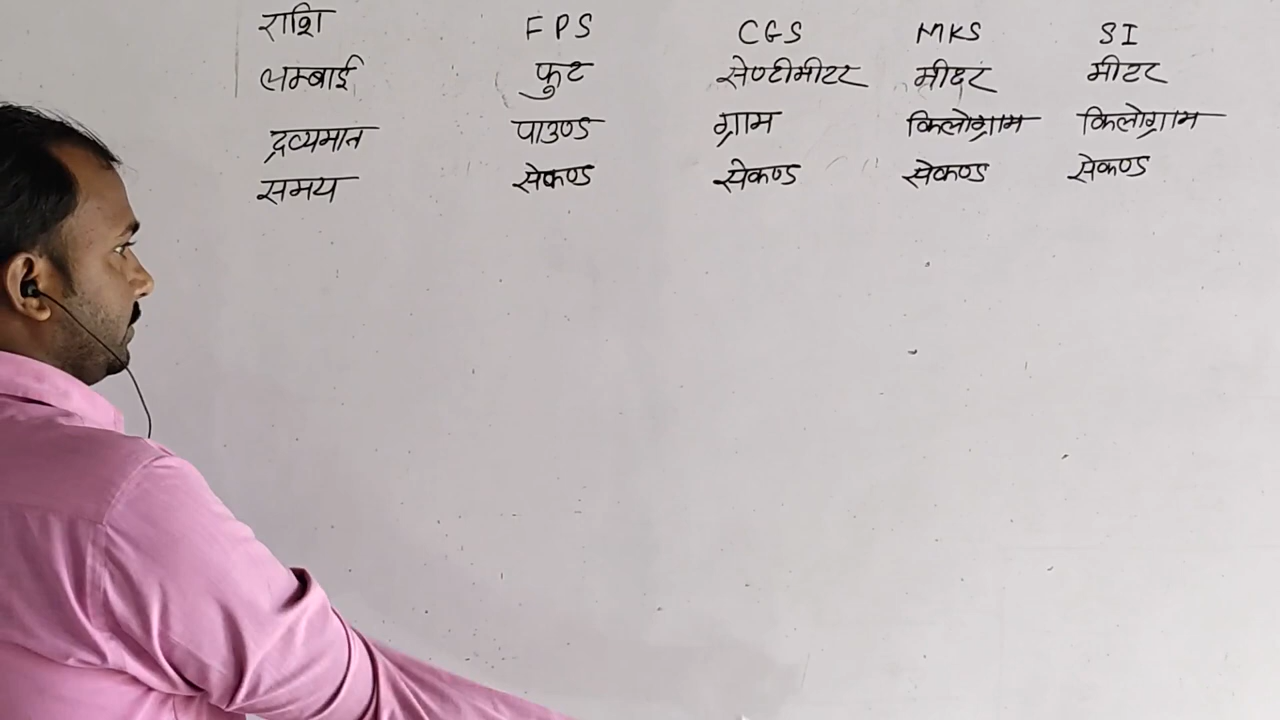 राशि FPS CGS MKS SI
लम्बाई फुट सेण्टीमीटर मीटर मीटर
द्रव्यमान पाउण्ड ग्राम किलोग्राम किलोग्राम
समय सेकण्ड सेकण्ड सेकण्ड सेकण्ड